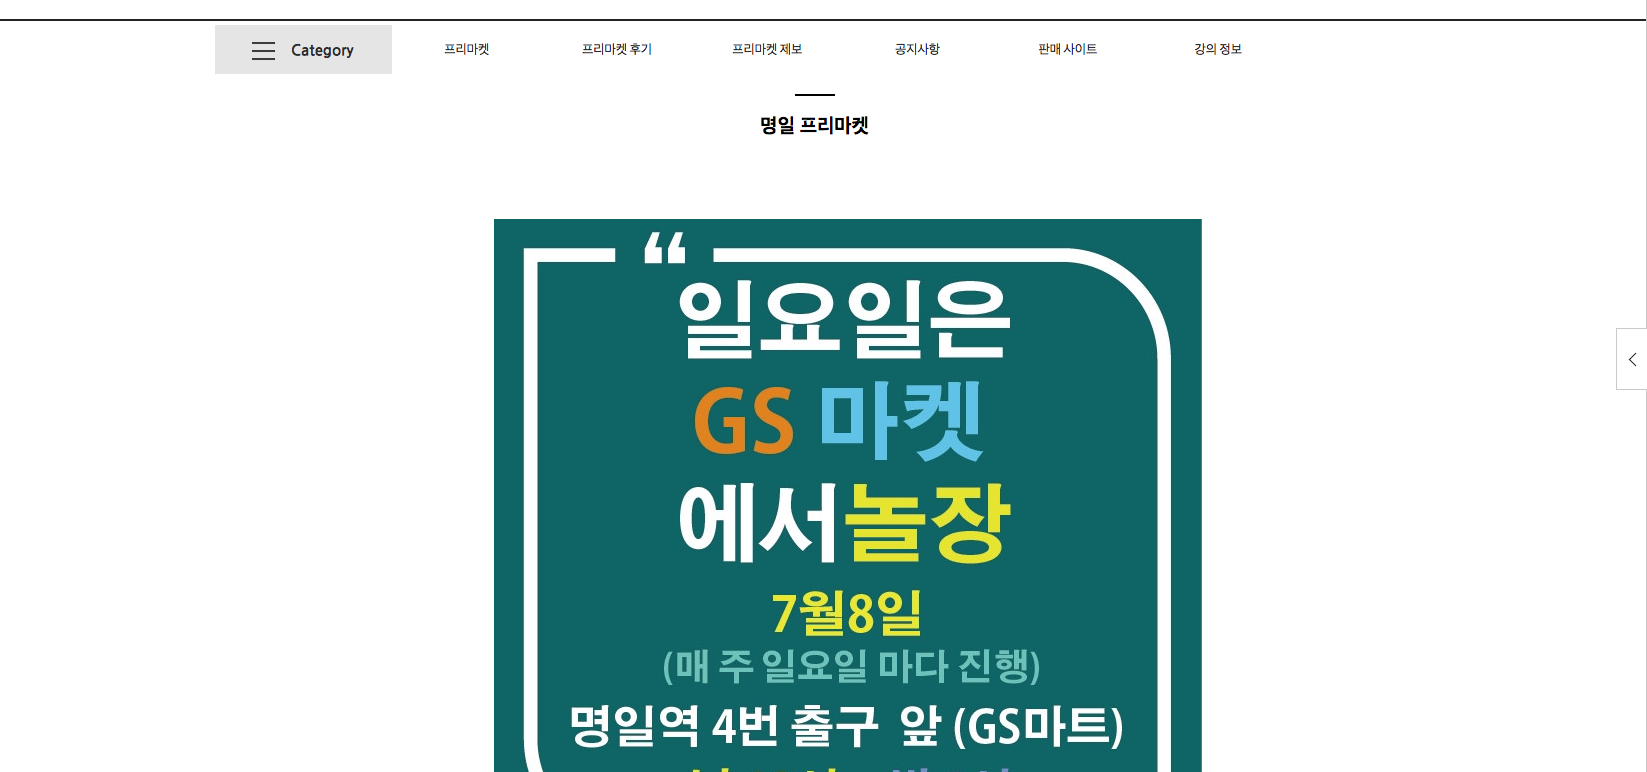 Category
프리마켓
프리마켓 후기
프리마켓 제보
공지사항
판매 사이트
강의 정보
명일 프리마켓
❝
일요일은
GS 마켓
에서놀장
7월8일
(매 주 일요일 마다 진행)
명일역 4번 출구 앞 (GS마트)